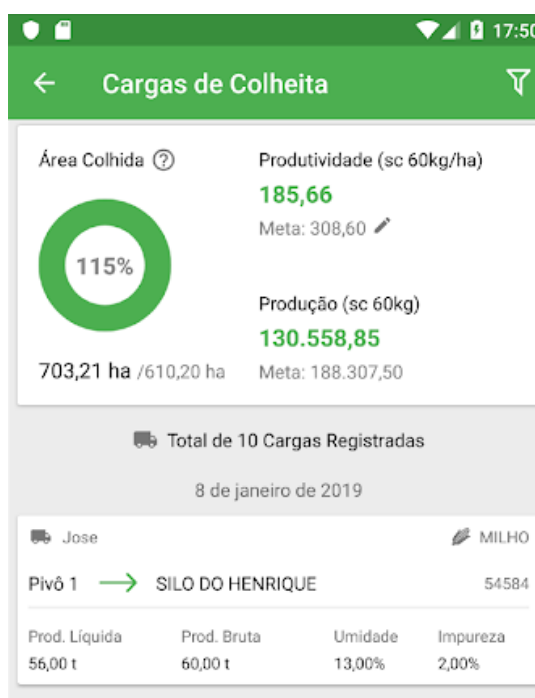 17:50
Cargas de Colheita
Área Colhida ?
115%
703,21 ha /610,20 ha
Produtividade (sc 60kg/ha)
185,66
Meta: 308,60
Produção (sc 60kg)
130.558,85
Meta: 188.307,50
Total de 10 Cargas Registradas
8 de janeiro de 2019
Jose MILHO
Pivô 1 → SILO DO HENRIQUE 54584
Prod. Líquida Prod. Bruta Umidade Impureza
56,00 t 60,00 t 13,00% 2,00%